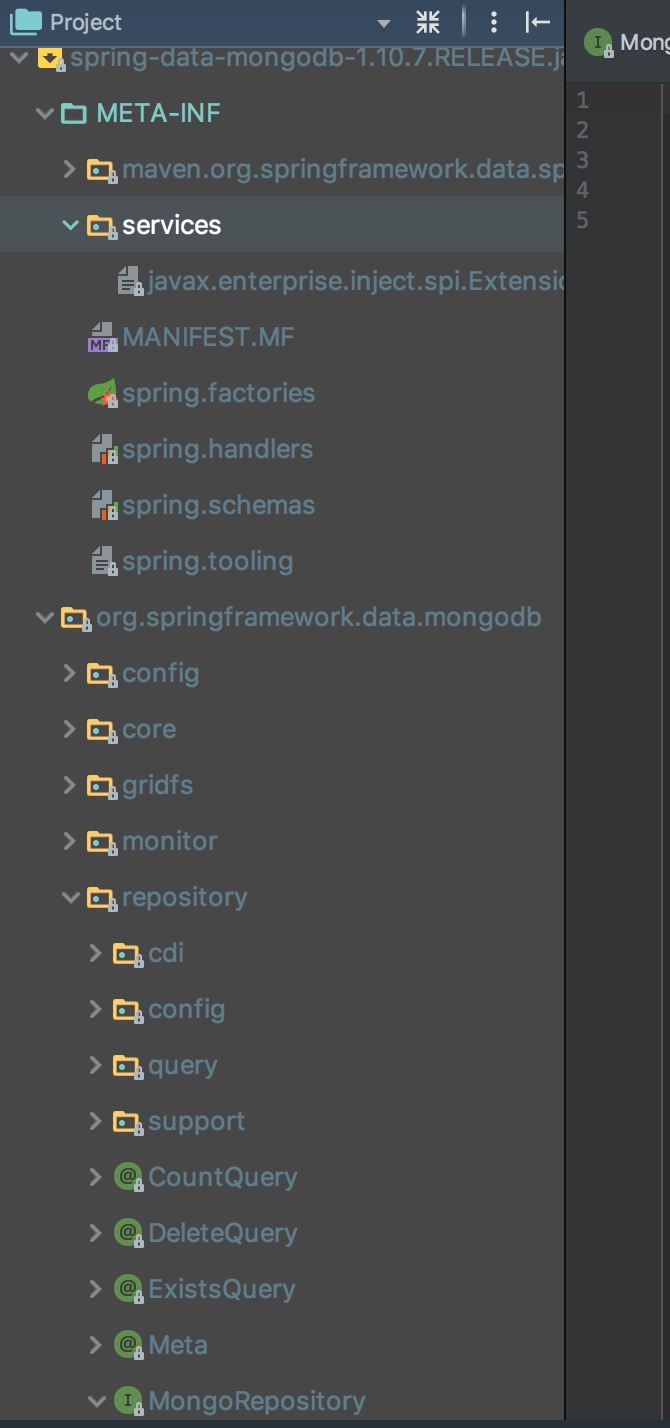 Project
spring-data-mongodb-1.10.7.RELEASE.j
META-INF
maven.org.springframework.data.sp
services
javax.enterprise.inject.spi.Extensio
MANIFEST.MF
spring.factories
spring.handlers
spring.schemas
spring.tooling
org.springframework.data.mongodb
config
core
gridfs
monitor
repository
cdi
config
query
support
CountQuery
DeleteQuery
ExistsQuery
Meta
MongoRepository
Mong
1
2
3
4
5